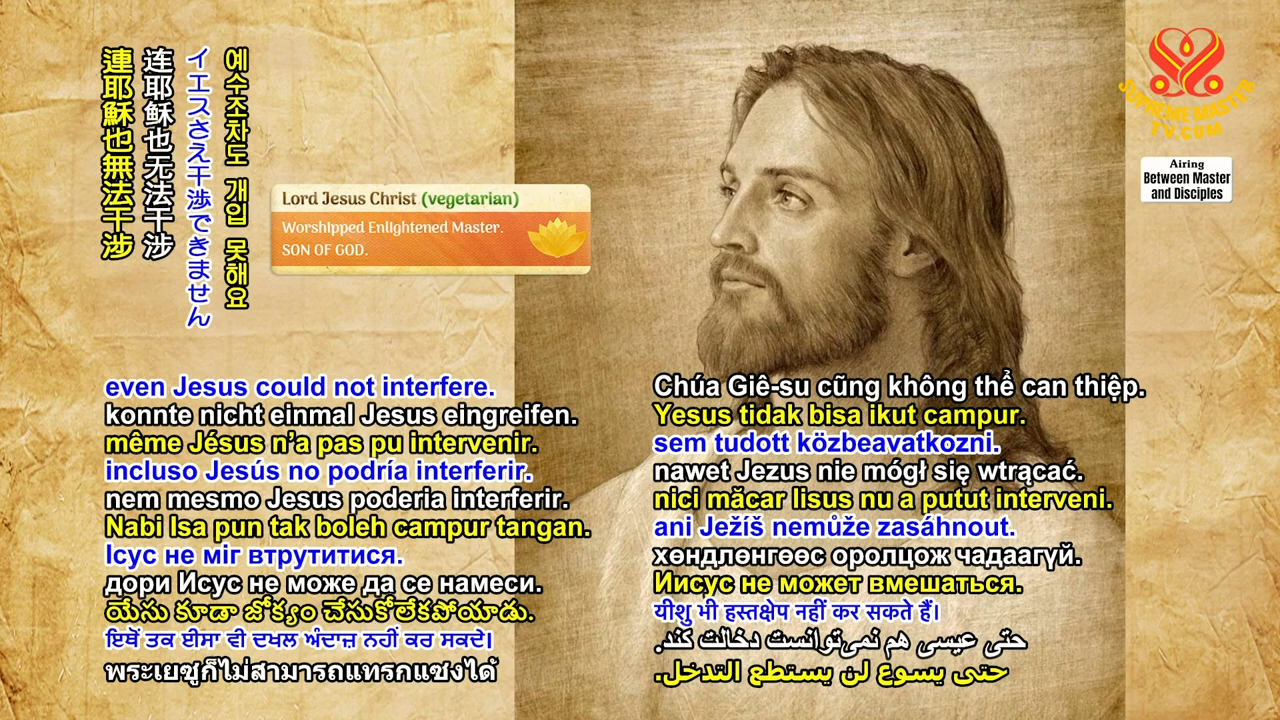 連耶穌也無法干涉
连耶稣也无法干涉
イエスさえ干渉できません
예수조차도 개입 못해요
Lord Jesus Christ (vegetarian)
Worshipped Enlightened Master.
SON OF GOD.
SUPREME MASTER
TV.COM
Airing
Between Master
and Disciples
even Jesus could not interfere.
konnte nicht einmal Jesus eingreifen.
même Jésus n’a pas pu intervenir.
incluso Jesús no podría interferir.
nem mesmo Jesus poderia interferir.
Nabi Isa pun tak boleh campur tangan.
Ісус не міг втрутитися.
дори Исус не може да се намеси.
యేసు కూడా జోక్యం చేసుకోలేకపోయాడు.
ਇਥੋਂ ਤਕ ਈਸਾ ਵੀ ਦਖਲ ਅੰਦਾਜ਼ ਨਹੀਂ ਕਰ ਸਕਦੇ।
พระเยซูก็ไม่สามารถแทรกแซงได้
Chúa Giê-su cũng không thể can thiệp.
Yesus tidak bisa ikut campur.
sem tudott közbeavatkozni.
nawet Jezus nie mógł się wtrącać.
nici măcar Iisus nu a putut interveni.
ani Ježíš nemůže zasáhnout.
хөндлөнгөөс оролцож чадаагүй.
Иисус не может вмешаться.
यीशु भी हस्तक्षेप नहीं कर सकते हैं।
حتی عیسی هم نمی‌توانست دخالت کند.
حتى يسوع لن يستطع التدخل.